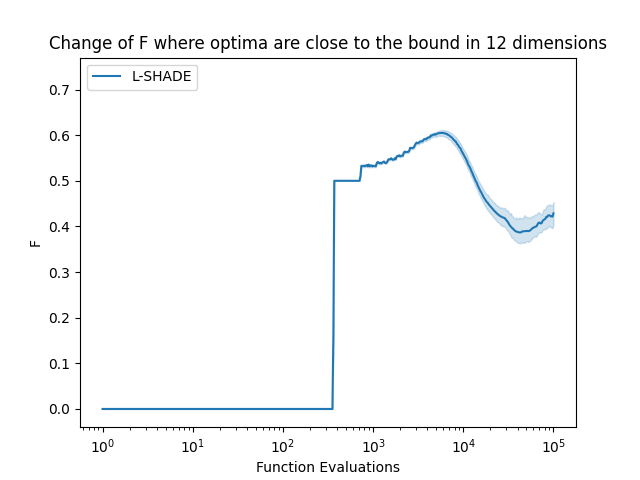 Change of F where optima are close to the bound in 12 dimensions
L-SHADE
0.7
0.6
0.5
0.4
0.3
0.2
0.1
0.0
F
10^0 10^1 10^2 10^3 10^4 10^5
Function Evaluations